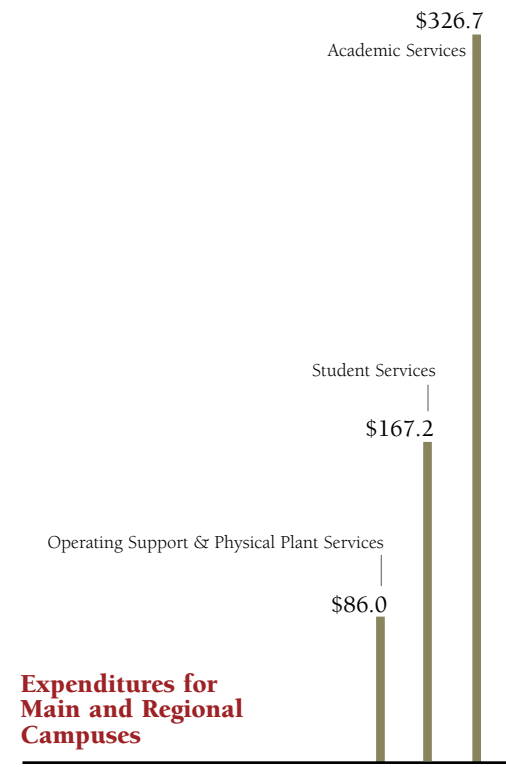 $326.7
Academic Services
Student Services
$167.2
Operating Support & Physical Plant Services
$86.0
Expenditures for
Main and Regional
Campuses